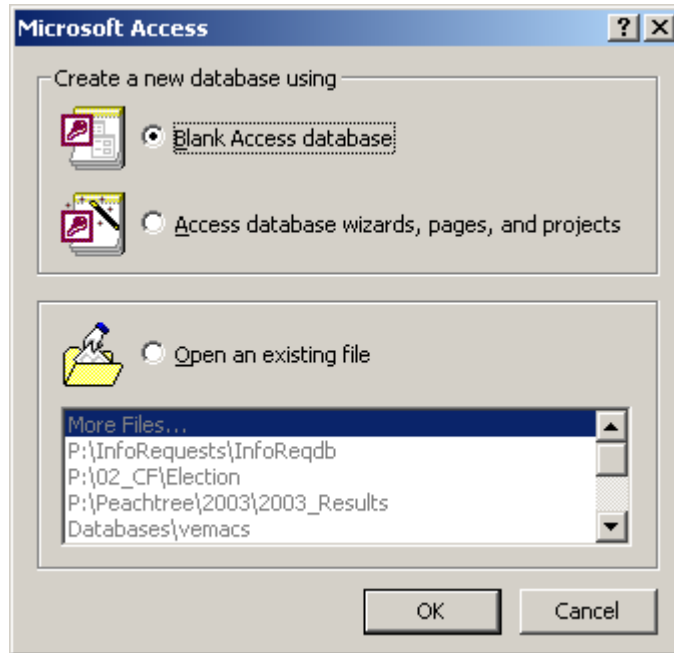 Microsoft Access
Create a new database using
Blank Access database
Access database wizards, pages, and projects
Open an existing file
More Files...
P:\InfoRequests\InfoReqdb
P:\02_CF\Election
P:\Peachtree\2003\2003_Results
Databases\vemacs
OK Cancel